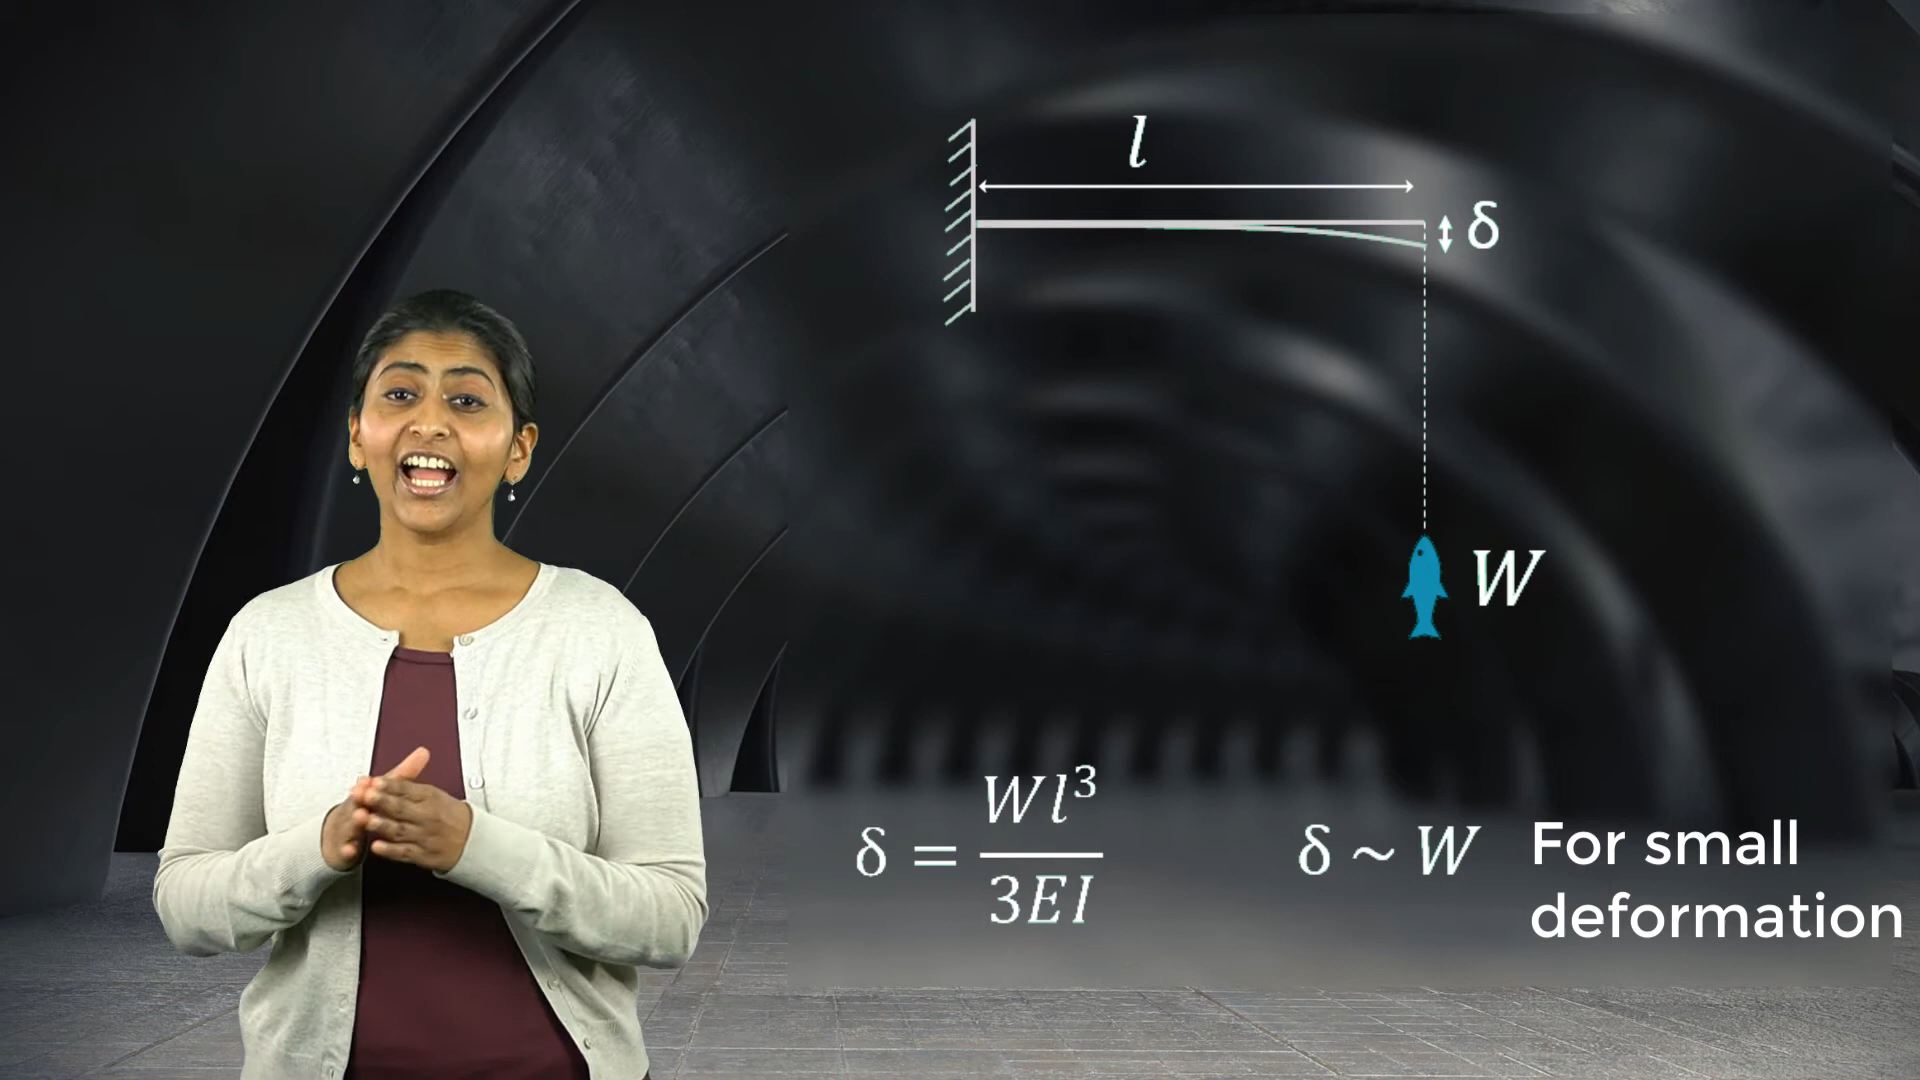 l
δ
W
δ = Wl³/3EI
δ ~ W
For small
deformation